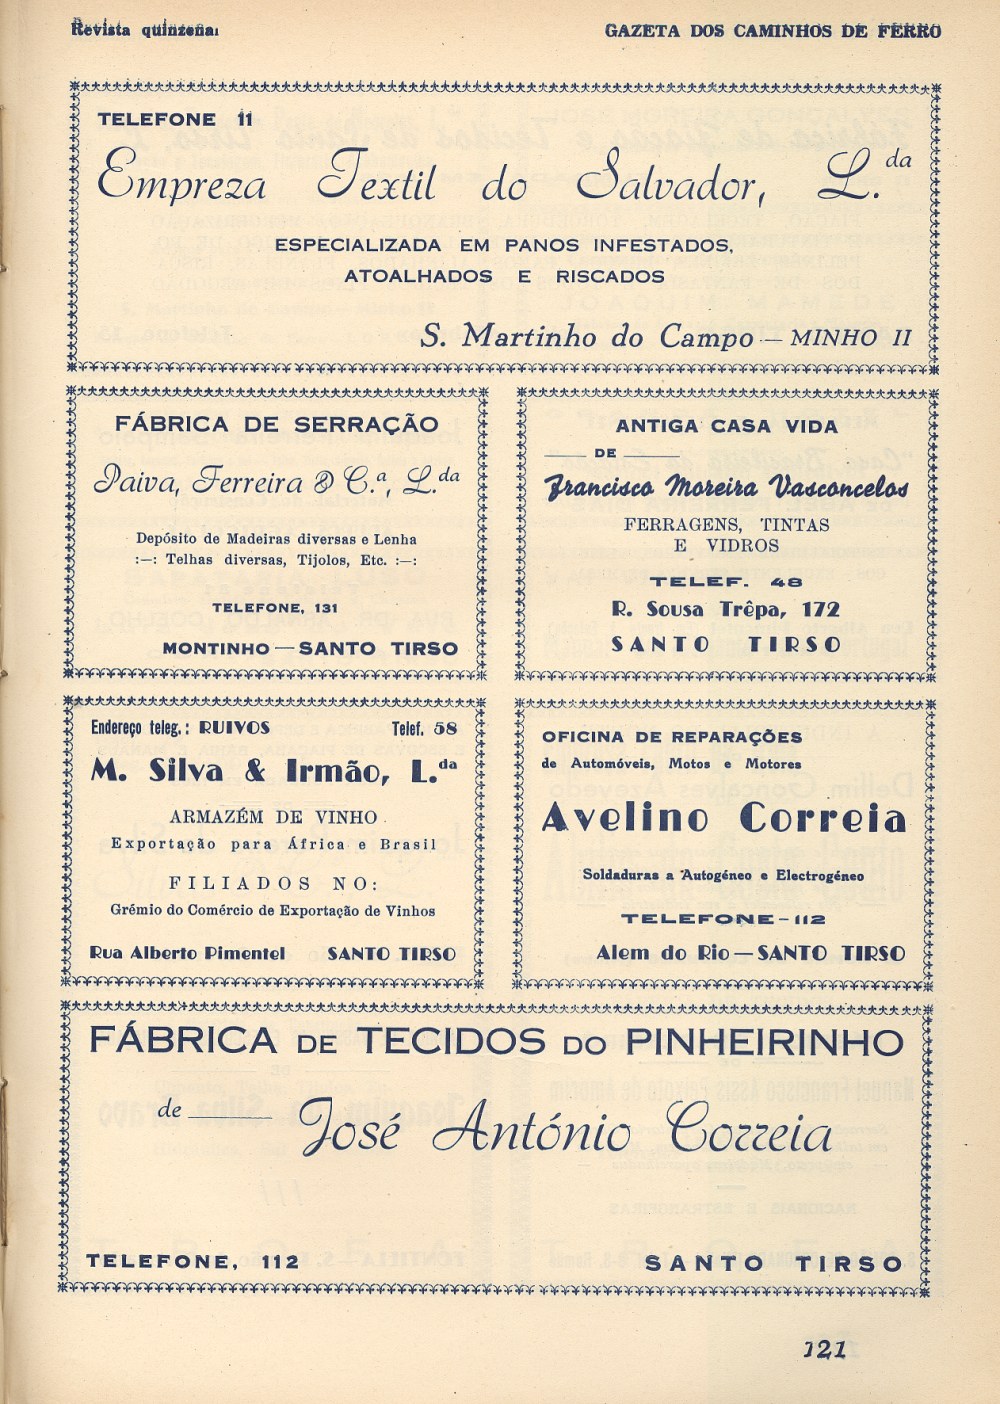 Revista quinzenal
GAZETA DOS CAMINHOS DE FERRO
TELEFONE 11
Empreza Textil do Salvador, L.da
ESPECIALIZADA EM PANOS INFESTADOS,
ATOALHADOS E RISCADOS
S. Martinho do Campo — MINHO II
FÁBRICA DE SERRAÇÃO
Paiva, Ferreira & C.a, L.da
Depósito de Madeiras diversas e Lenha
:—: Telhas diversas, Tijolos, Etc. :—:
TELEFONE, 131
MONTINHO — SANTO TIRSO
ANTIGA CASA VIDA
DE
Francisco Moreira Vasconcelos
FERRAGENS, TINTAS
E VIDROS
TELEF. 48
R. Sousa Trêpa, 172
SANTO TIRSO
Endereço teleg.: RUIVOS Telef. 58
M. Silva & Irmão, L.da
ARMAZÉM DE VINHO
Exportação para África e Brasil
FILIADOS NO:
Grémio do Comércio de Exportação de Vinhos
Rua Alberto Pimentel SANTO TIRSO
OFICINA DE REPARAÇÕES
de Automóveis, Motos e Motores
Avelino Correia
Soldaduras a Autogéneo e Electrogéneo
TELEFONE-112
Alem do Rio — SANTO TIRSO
FÁBRICA DE TECIDOS DO PINHEIRINHO
de
José António Correia
TELEFONE, 112
SANTO TIRSO
121